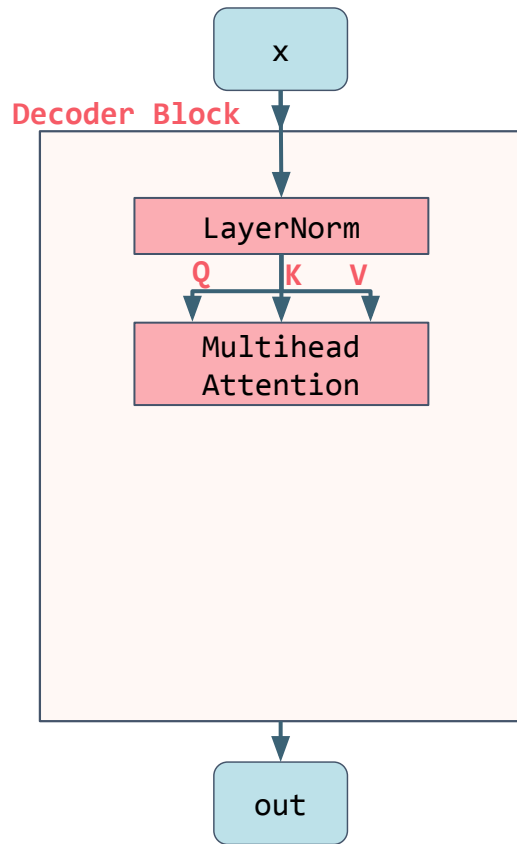 x
Decoder Block
LayerNorm
Q K V
Multihead
Attention
out